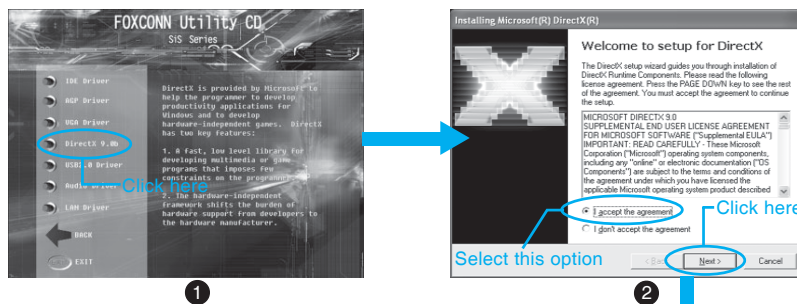 FOXCONN Utility CD
SiS Series
IDE Driver
AGP Driver
VGA Driver
DirectX 9.0b
USB2.0 Driver
Audio Driver
LAN Driver
BACK
EXIT
DirectX is provided by Microsoft to
help the programmer to develop
productivity applications for
Windows and to develop
hardware-independent games. DirectX
has two key features:
1. A fast, low level library for
developing multimedia or game
programs that imposes few
constraints on the programmer.
2. The hardware-independent
framework shifts the burden of
hardware support from developers to
the hardware manufacturer.
Click here
1
Installing Microsoft(R) DirectX(R)
Welcome to setup for DirectX
The DirectX setup wizard guides you through installation of
DirectX Runtime Components. Please read the following
license agreement. Press the PAGE DOWN key to see the rest
of the agreement. You must accept the agreement to continue
the setup.
MICROSOFT DIRECTX 9.0
SUPPLEMENTAL END USER LICENSE AGREEMENT
FOR MICROSOFT SOFTWARE ("Supplemental EULA")
IMPORTANT: READ CAREFULLY - These Microsoft
Corporation ("Microsoft") operating system components,
including any "online" or electronic documentation ("OS
Components") are subject to the terms and conditions of
the agreement under which you have licensed the
applicable Microsoft operating system product described
I accept the agreement
I don't accept the agreement
Click here
Select this option
Next >
Cancel
2